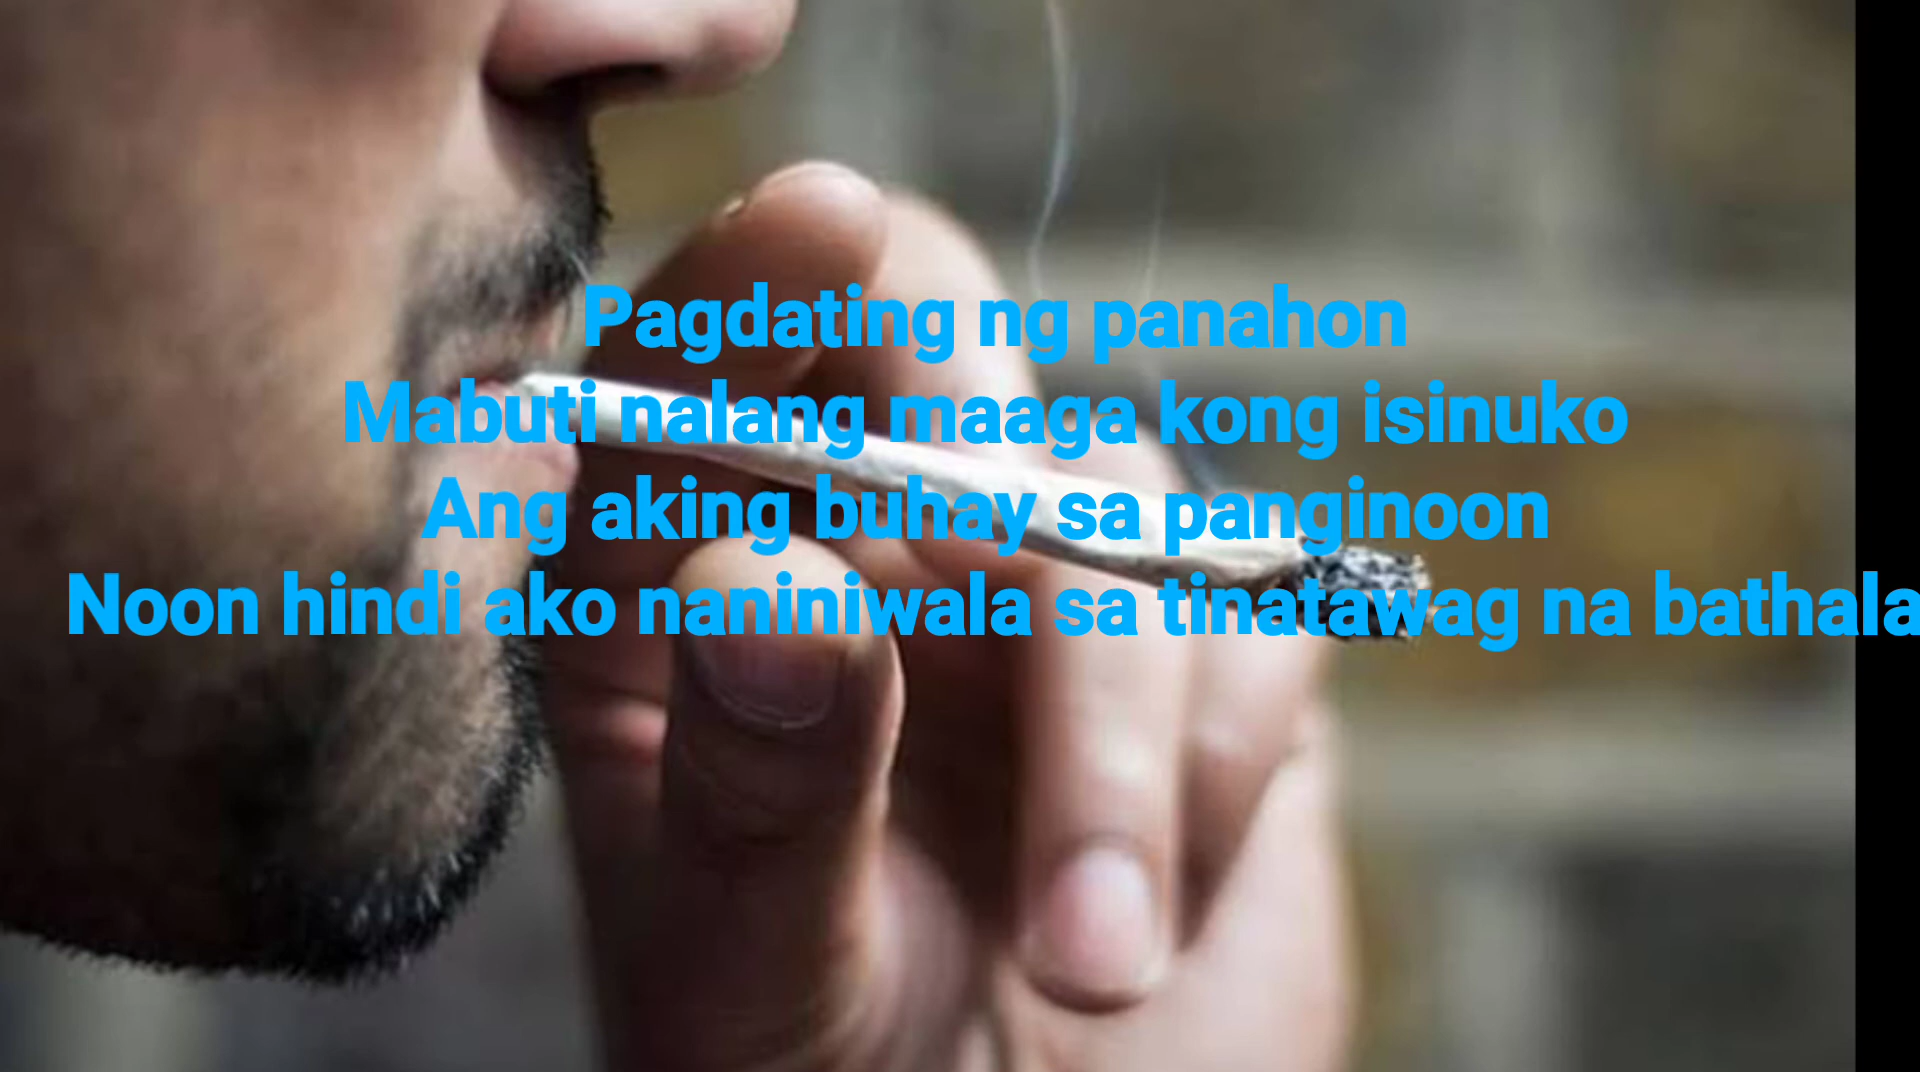 Pagdating ng panahon
Mabuti nalang maaga kong isinuko
Ang aking buhay sa panginoon
Noon hindi ako naniniwala sa tinatawag na bathala